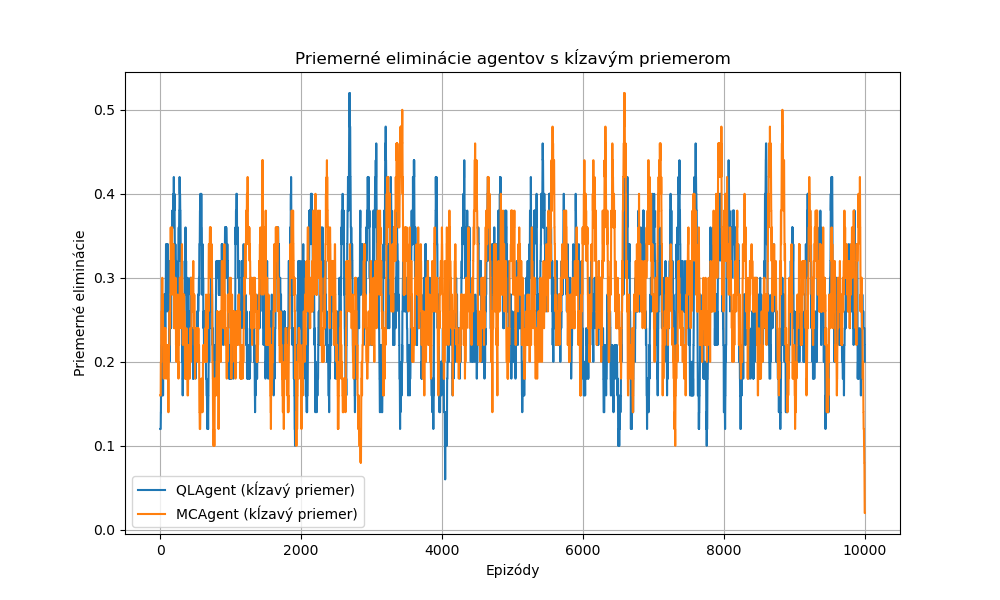 Priemerné eliminácie agentov s kĺzavým priemerom
Priemerné eliminácie
0.5
0.4
0.3
0.2
0.1
0.0
QLAgent (kĺzavý priemer)
MCAgent (kĺzavý priemer)
0 2000 4000 6000 8000 10000
Epizódy